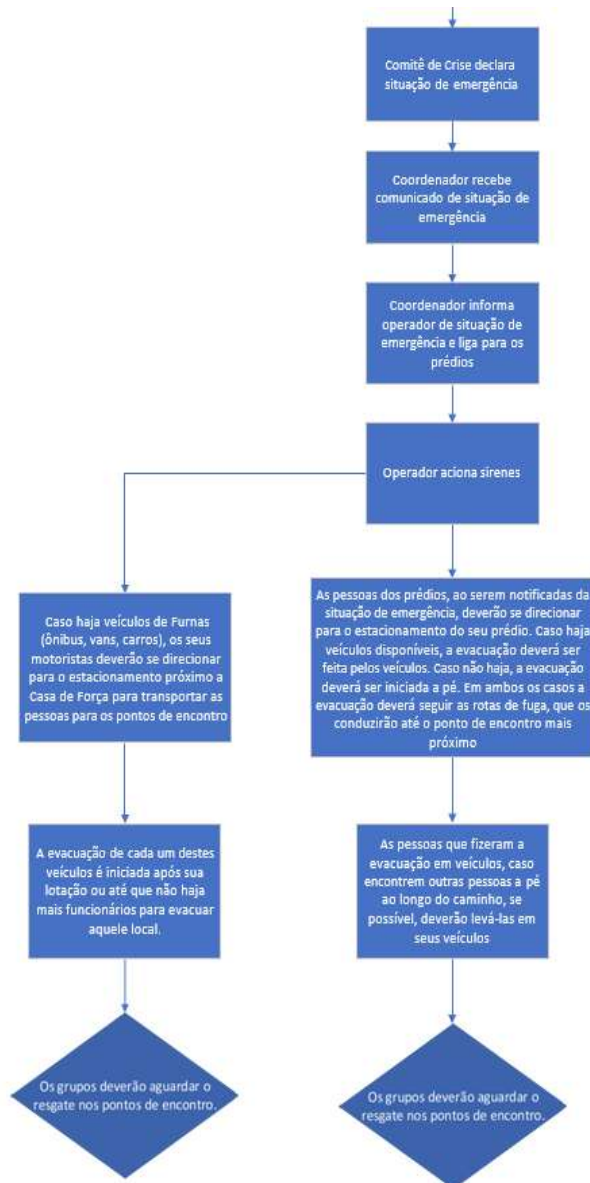 Comitê de Crise declara
situação de emergência
Coordenador recebe
comunicado de situação de
emergência
Coordenador informa
operador de situação de
emergência e liga para os
prédios
Operador aciona sirenes
Caso haja veículos de Furnas
(ônibus, vans, carros), os seus
motoristas deverão se direcionar
para o estacionamento próximo a
Casa de Força para transportar as
pessoas para os pontos de encontro
As pessoas dos prédios, ao serem notificadas da
situação de emergência, deverão se direcionar
para o estacionamento do seu prédio. Caso haja
veículos disponíveis, a evacuação deverá ser
feita pelos veículos. Caso não haja, a evacuação
deverá ser iniciada a pé. Em ambos os casos a
evacuação deverá seguir as rotas de fuga, que os
conduzirão até o ponto de encontro mais
próximo
A evacuação de cada um destes
veículos é iniciada após sua
lotação ou até que não haja
mais funcionários para evacuar
aquele local.
As pessoas que fizeram a
evacuação em veículos, caso
encontrem outras pessoas a pé
ao longo do caminho, se
possível, deverão levá-las em
seus veículos
Os grupos deverão aguardar o
resgate nos pontos de encontro.
Os grupos deverão aguardar o
resgate nos pontos de encontro.